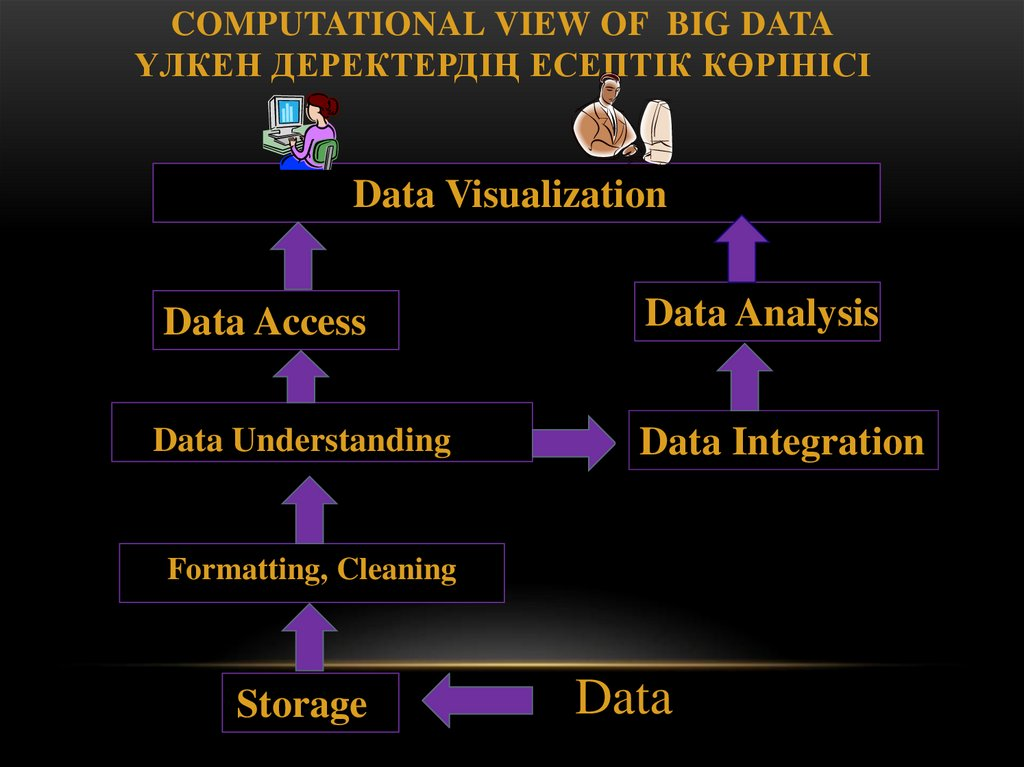 COMPUTATIONAL VIEW OF BIG DATA
ҮЛКЕН ДЕРЕКТЕРДІҢ ЕСЕПТІК КӨРІНІСІ
Data Visualization
Data Access
Data Analysis
Data Understanding
Data Integration
Formatting, Cleaning
Storage
Data